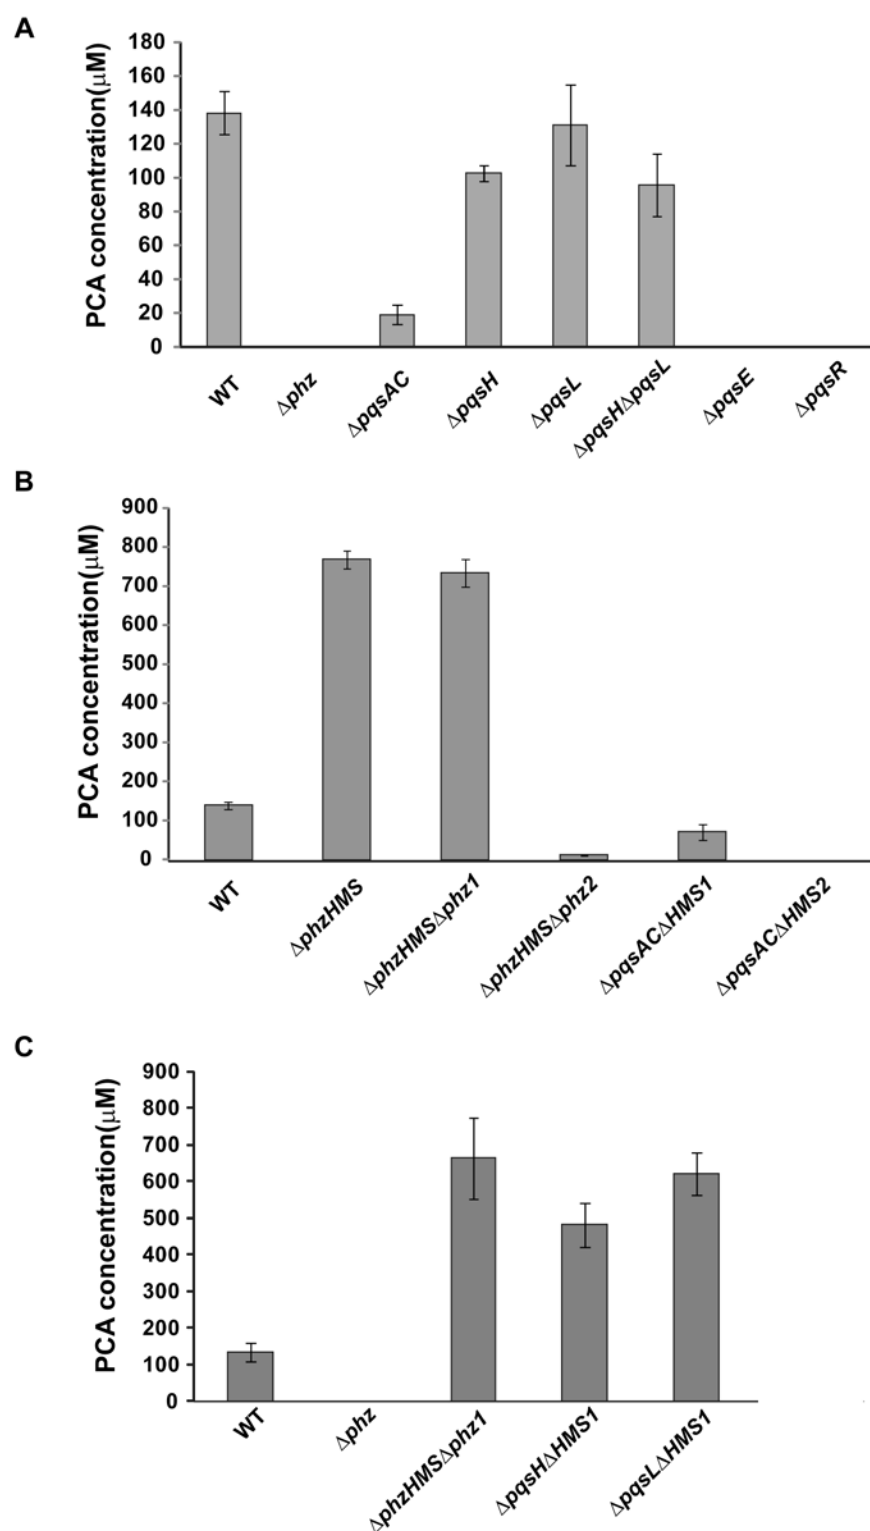 A
PCA concentration(μM)
180
160
140
120
100
80
60
40
20
0
WT
Δphz
ΔpqsAC
ΔpqsH
ΔpqsL
ΔpqsHΔpqsL
ΔpqsE
ΔpqsR
B
PCA concentration(μM)
900
800
700
600
500
400
300
200
100
0
WT
ΔphzHMS
ΔphzHMSΔphz1
ΔphzHMSΔphz2
ΔpqsACΔHMS1
ΔpqsACΔHMS2
C
PCA concentration(μM)
900
800
700
600
500
400
300
200
100
0
WT
Δphz
ΔphzHMSΔphz1
ΔpqsHΔHMS1
ΔpqsLΔHMS1